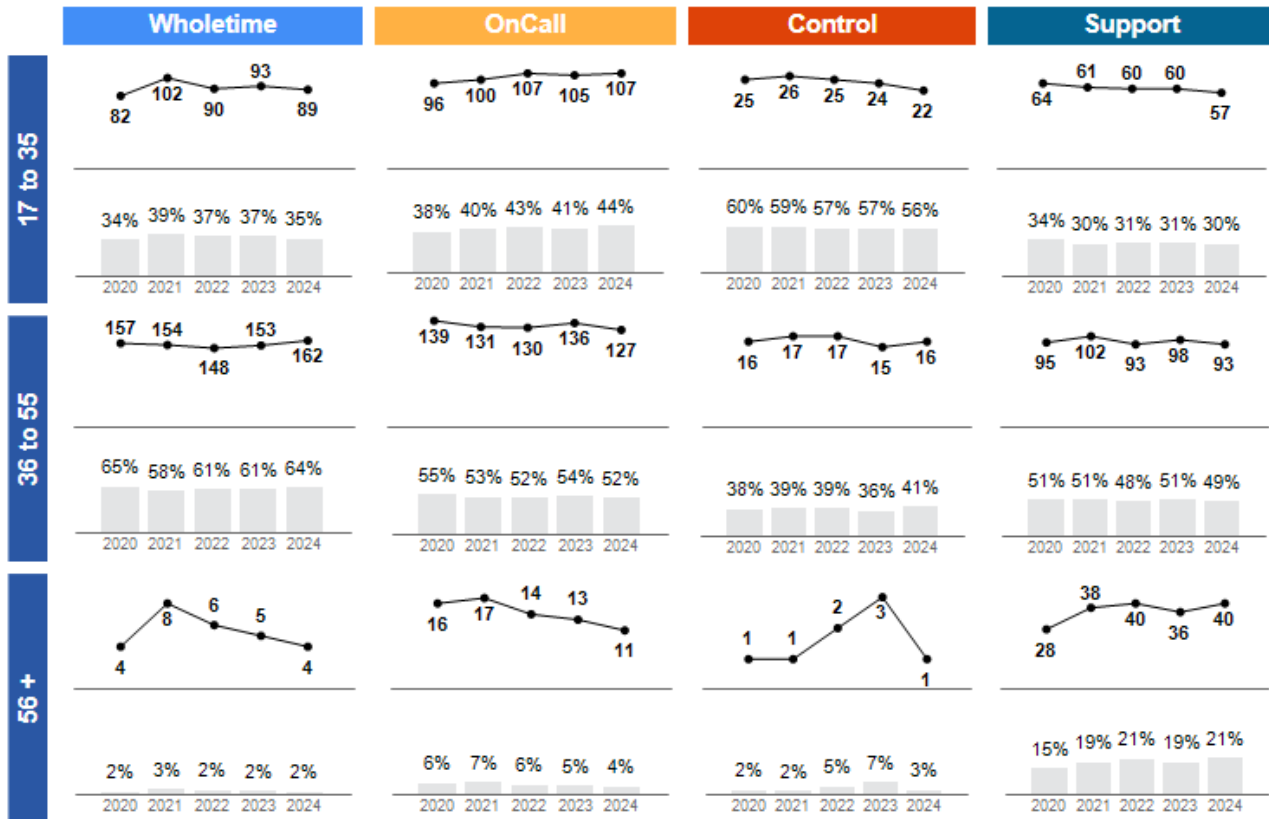 Wholetime OnCall Control Support
17 to 35
82 102 90 93 89
96 100 107 105 107
25 26 25 24 22
64 61 60 60 57
34% 39% 37% 37% 35%
38% 40% 43% 41% 44%
60% 59% 57% 57% 56%
34% 30% 31% 31% 30%
2020 2021 2022 2023 2024
2020 2021 2022 2023 2024
2020 2021 2022 2023 2024
2020 2021 2022 2023 2024
36 to 55
157 154 148 153 162
139 131 130 136 127
16 17 17 15 16
95 102 93 98 93
65% 58% 61% 61% 64%
55% 53% 52% 54% 52%
38% 39% 39% 36% 41%
51% 51% 48% 51% 49%
2020 2021 2022 2023 2024
2020 2021 2022 2023 2024
2020 2021 2022 2023 2024
2020 2021 2022 2023 2024
56 +
4 8 6 5 4
16 17 14 13 11
1 1 2 3 1
28 38 40 36 40
2% 3% 2% 2% 2%
6% 7% 6% 5% 4%
2% 2% 5% 7% 3%
15% 19% 21% 19% 21%
2020 2021 2022 2023 2024
2020 2021 2022 2023 2024
2020 2021 2022 2023 2024
2020 2021 2022 2023 2024